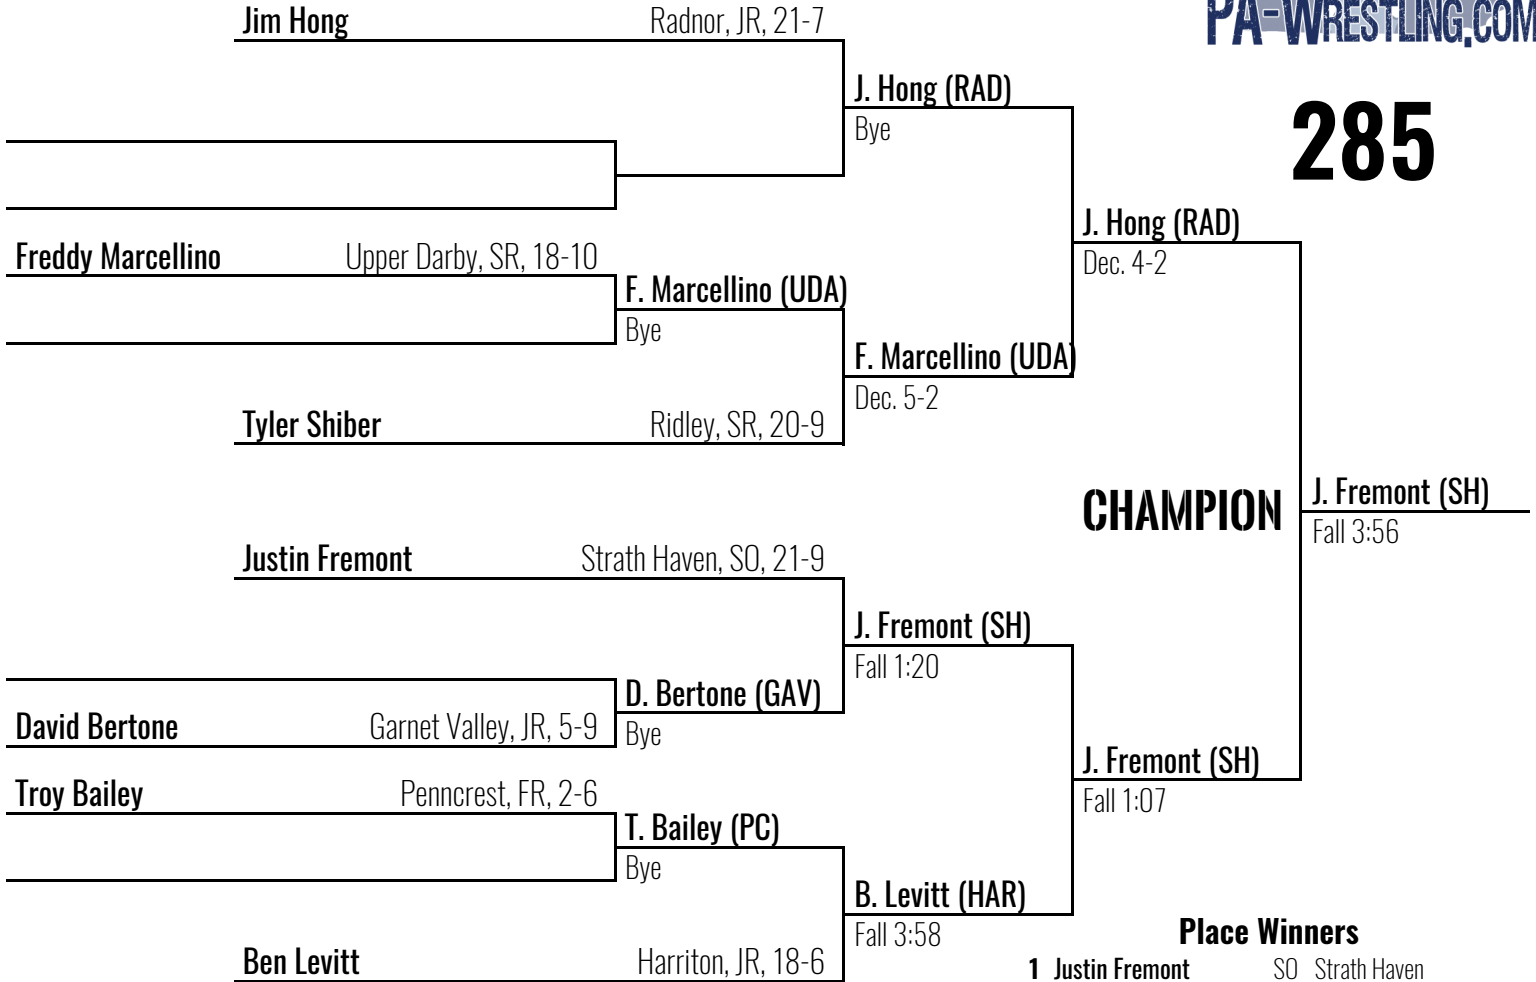 Jim Hong Radnor, JR, 21-7
PA-WRESTLING.COM
J. Hong (RAD)
Bye
285
J. Hong (RAD)
Dec. 4-2
Freddy Marcellino Upper Darby, SR, 18-10
F. Marcellino (UDA)
Bye
F. Marcellino (UDA)
Dec. 5-2
Tyler Shiber Ridley, SR, 20-9
CHAMPION
J. Fremont (SH)
Fall 3:56
Justin Fremont Strath Haven, SO, 21-9
J. Fremont (SH)
Fall 1:20
D. Bertone (GAV)
Bye
David Bertone Garnet Valley, JR, 5-9
J. Fremont (SH)
Fall 1:07
Troy Bailey Penncrest, FR, 2-6
T. Bailey (PC)
Bye
B. Levitt (HAR)
Fall 3:58
Ben Levitt Harriton, JR, 18-6
Place Winners
1 Justin Fremont SO Strath Haven